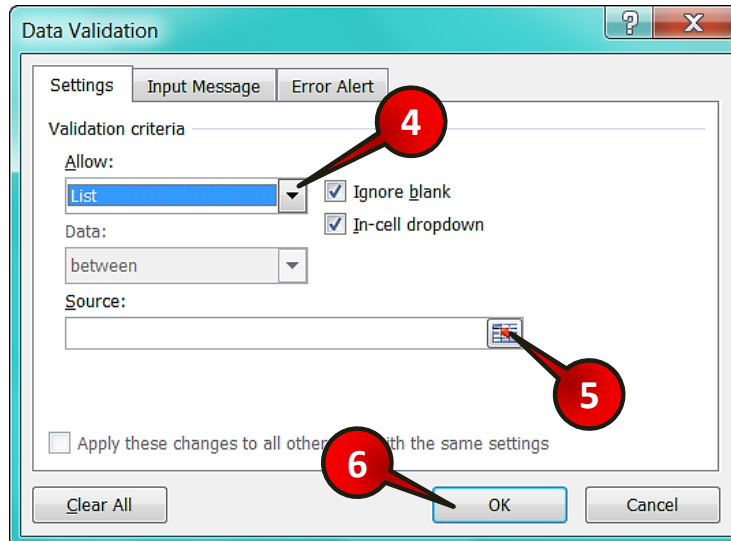 Data Validation
?
X
Settings Input Message Error Alert
4
Validation criteria
Allow:
List
Ignore blank
In-cell dropdown
Data:
between
Source:
5
Apply these changes to all other with the same settings
6
Clear All OK Cancel